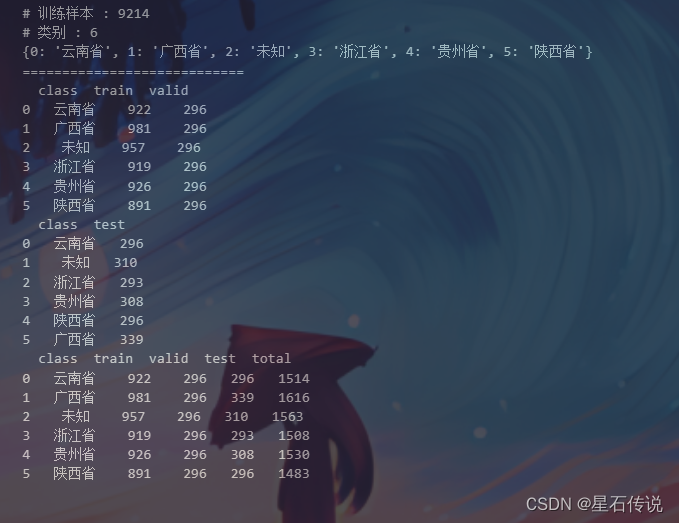 # 训练样本 : 9214
# 类别 : 6
{0: '云南省', 1: '广西省', 2: '未知', 3: '浙江省', 4: '贵州省', 5: '陕西省'}
============================
class train valid
0 云南省 922 296
1 广西省 981 296
2 未知 957 296
3 浙江省 919 296
4 贵州省 926 296
5 陕西省 891 296
class test
0 云南省 296
1 未知 310
2 浙江省 293
3 贵州省 308
4 陕西省 296
5 广西省 339
class train valid test total
0 云南省 922 296 296 1514
1 广西省 981 296 339 1616
2 未知 957 296 310 1563
3 浙江省 919 296 293 1508
4 贵州省 926 296 308 1530
5 陕西省 891 296 296 1483
CSDN @星石传说